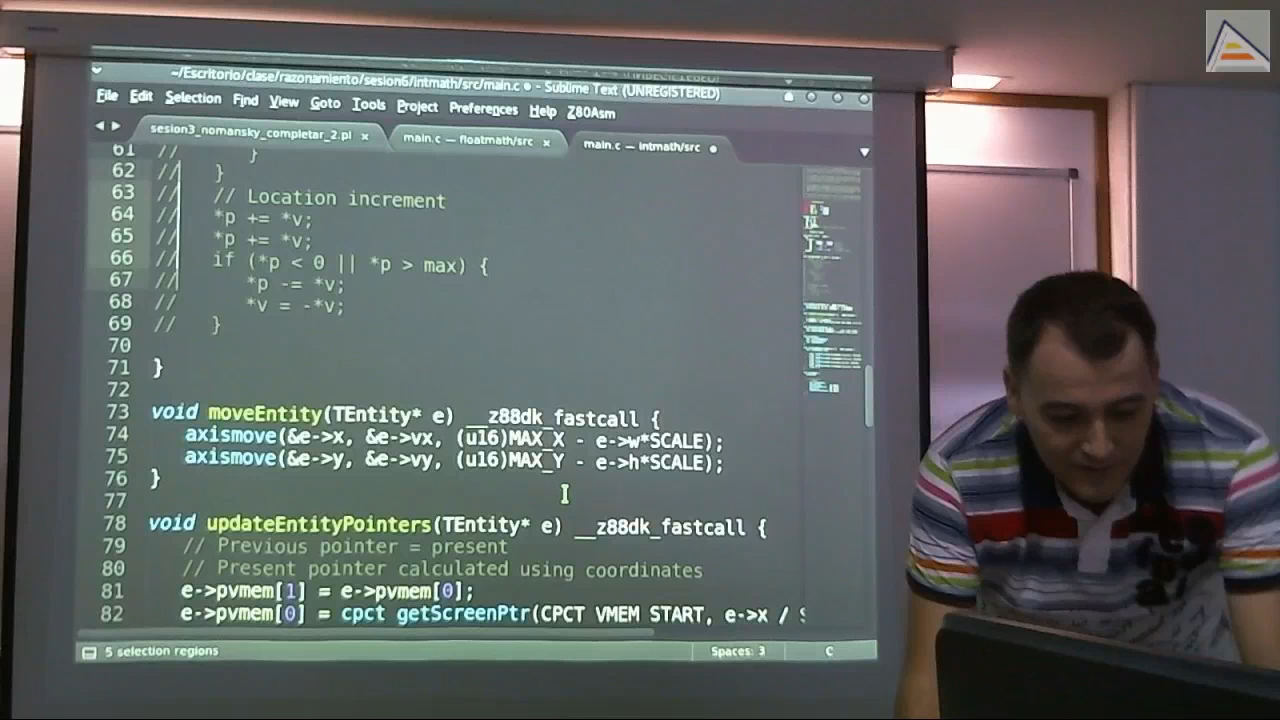 ~/Escritorio/clase/razonamiento/sesion6/intmath/src/main.c • - Sublime Text (UNREGISTERED)
File Edit Selection Find View Goto Tools Project Preferences Help Z80Asm
sesion3_nomansky_completar_2.pl × main.c — floatmath/src × main.c — intmath/src •
61 // }
62 // }
63 // // Location increment
64 // *p += *v;
65 // *p += *v;
66 // if (*p < 0 || *p > max) {
67 // *p -= *v;
68 // *v = -*v;
69 // }
70
71 }
72
73 void moveEntity(TEntity* e) __z88dk_fastcall {
74 axismove(&e->x, &e->vx, (u16)MAX_X - e->w*SCALE);
75 axismove(&e->y, &e->vy, (u16)MAX_Y - e->h*SCALE);
76 }
77
78 void updateEntityPointers(TEntity* e) __z88dk_fastcall {
79 // Previous pointer = present
80 // Present pointer calculated using coordinates
81 e->pvmem[1] = e->pvmem[0];
82 e->pvmem[0] = cpct_getScreenPtr(CPCT_VMEM_START, e->x / S
5 selection regions Spaces: 3 C